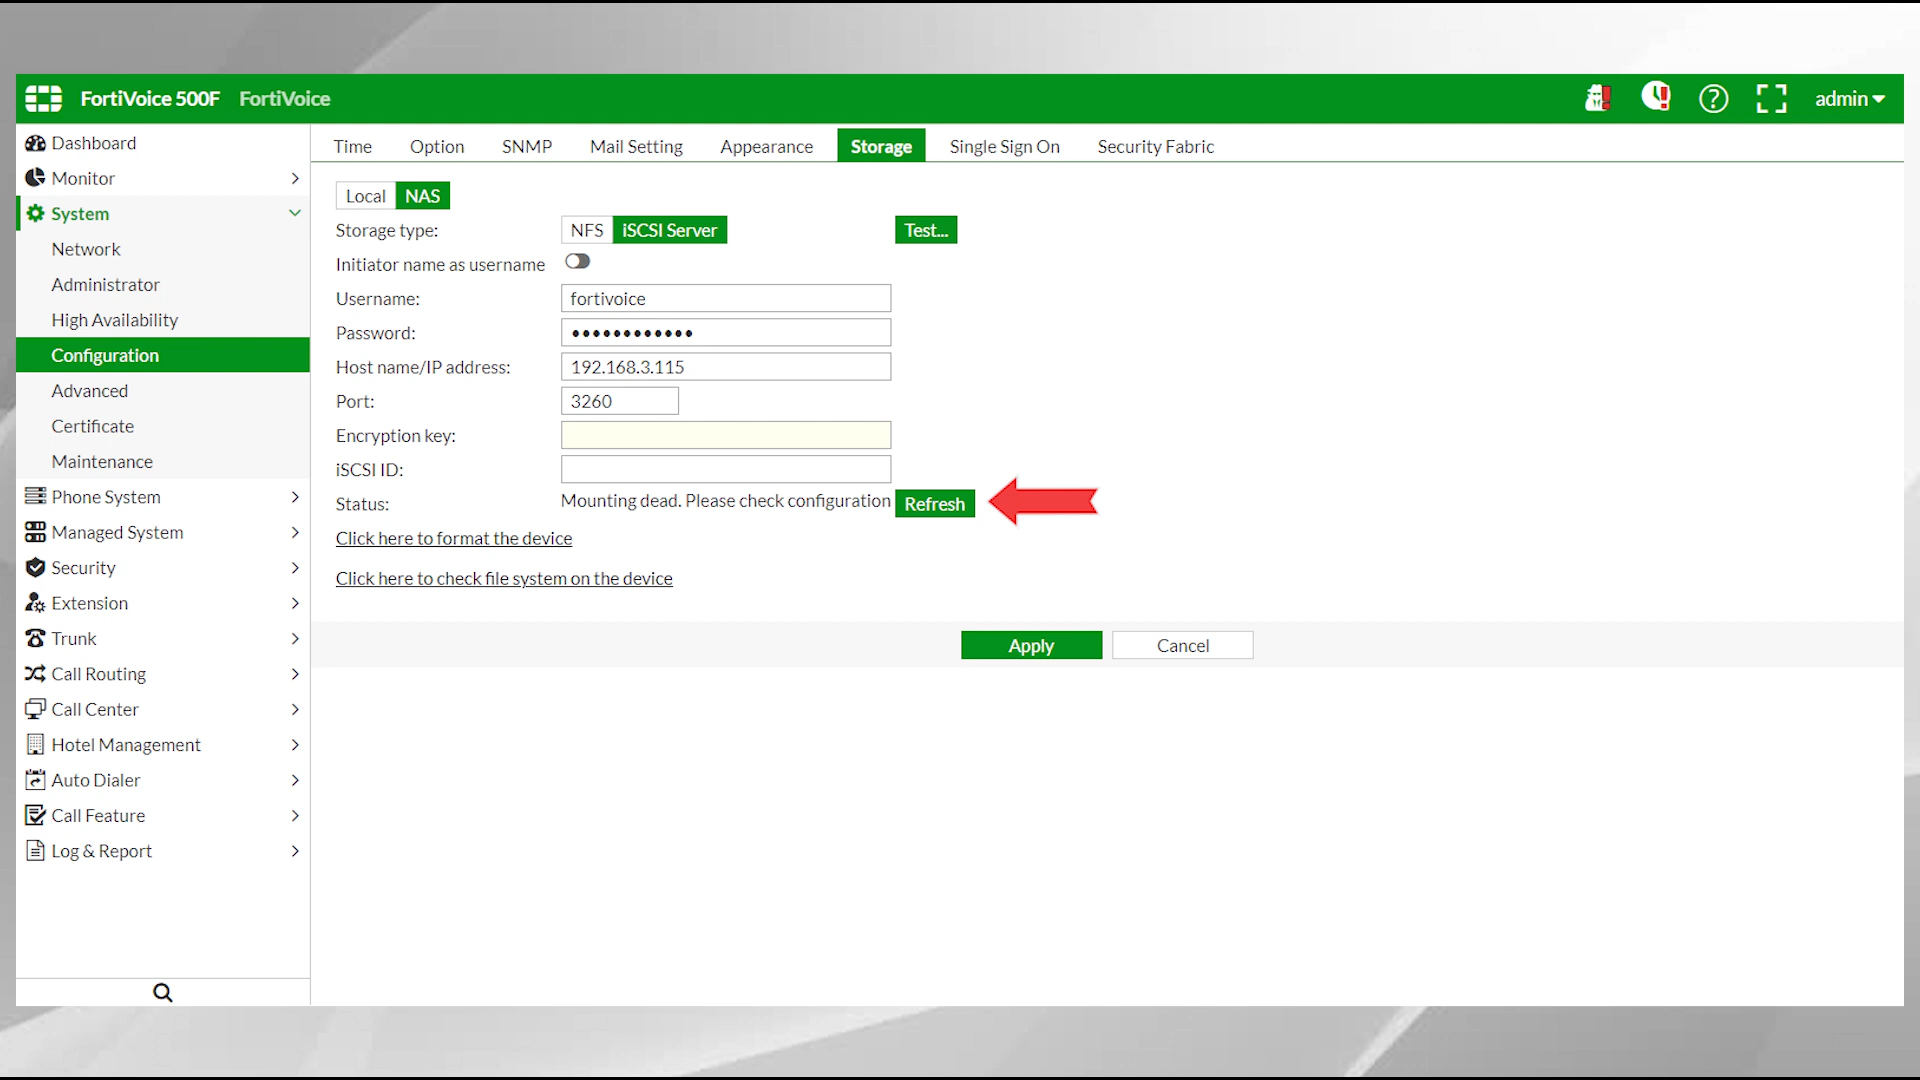 FortiVoice 500F FortiVoice
admin
Dashboard
Monitor
System
Network
Administrator
High Availability
Configuration
Advanced
Certificate
Maintenance
Phone System
Managed System
Security
Extension
Trunk
Call Routing
Call Center
Hotel Management
Auto Dialer
Call Feature
Log & Report
Time Option SNMP Mail Setting Appearance Storage Single Sign On Security Fabric
Local NAS
Storage type: NFS iSCSI Server Test...
Initiator name as username
Username: fortivoice
Password: ••••••••••••
Host name/IP address: 192.168.3.115
Port: 3260
Encryption key:
iSCSI ID:
Status: Mounting dead. Please check configuration Refresh
Click here to format the device
Click here to check file system on the device
Apply Cancel